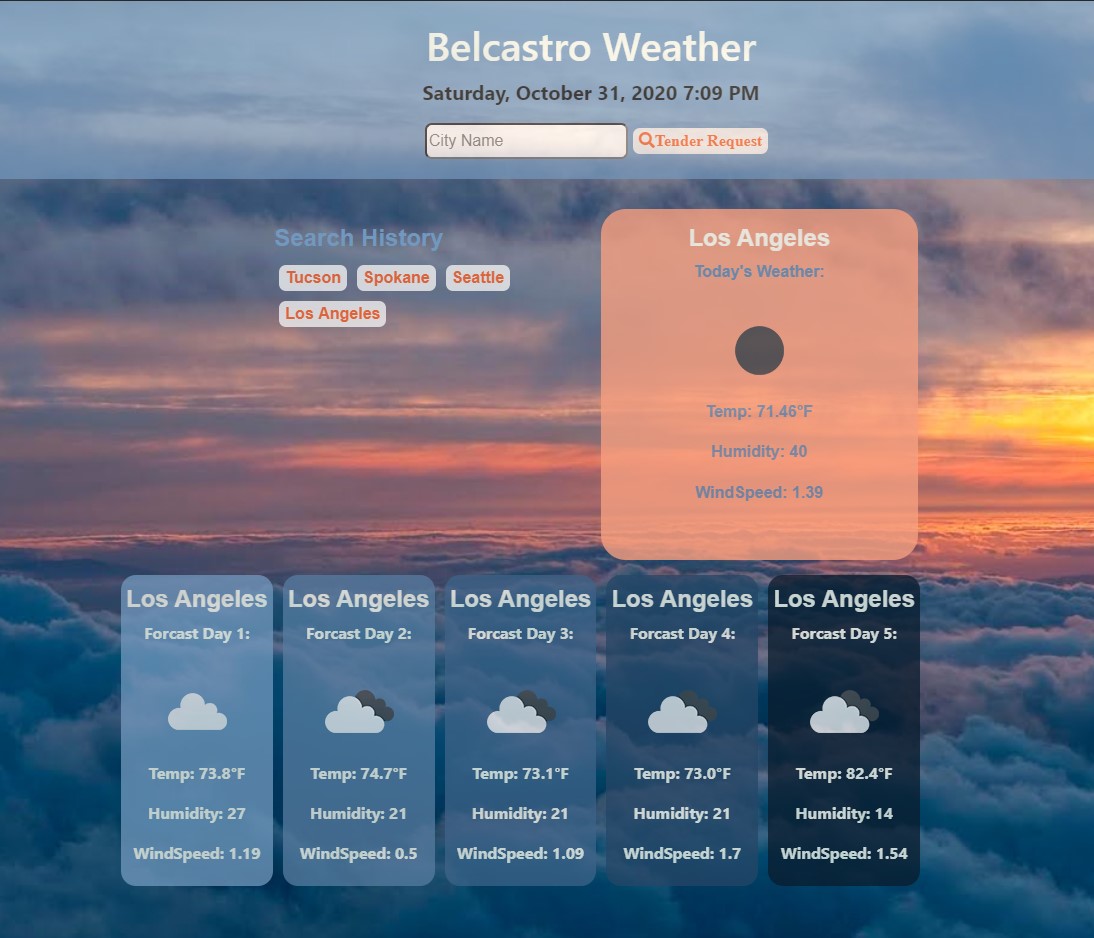 Belcastro Weather
Saturday, October 31, 2020 7:09 PM
City Name
Tender Request
Search History
Tucson Spokane Seattle
Los Angeles
Los Angeles
Today's Weather:
Temp: 71.46°F
Humidity: 40
WindSpeed: 1.39
Los Angeles
Forcast Day 1:
Temp: 73.8°F
Humidity: 27
WindSpeed: 1.19
Los Angeles
Forcast Day 2:
Temp: 74.7°F
Humidity: 21
WindSpeed: 0.5
Los Angeles
Forcast Day 3:
Temp: 73.1°F
Humidity: 21
WindSpeed: 1.09
Los Angeles
Forcast Day 4:
Temp: 73.0°F
Humidity: 21
WindSpeed: 1.7
Los Angeles
Forcast Day 5:
Temp: 82.4°F
Humidity: 14
WindSpeed: 1.54